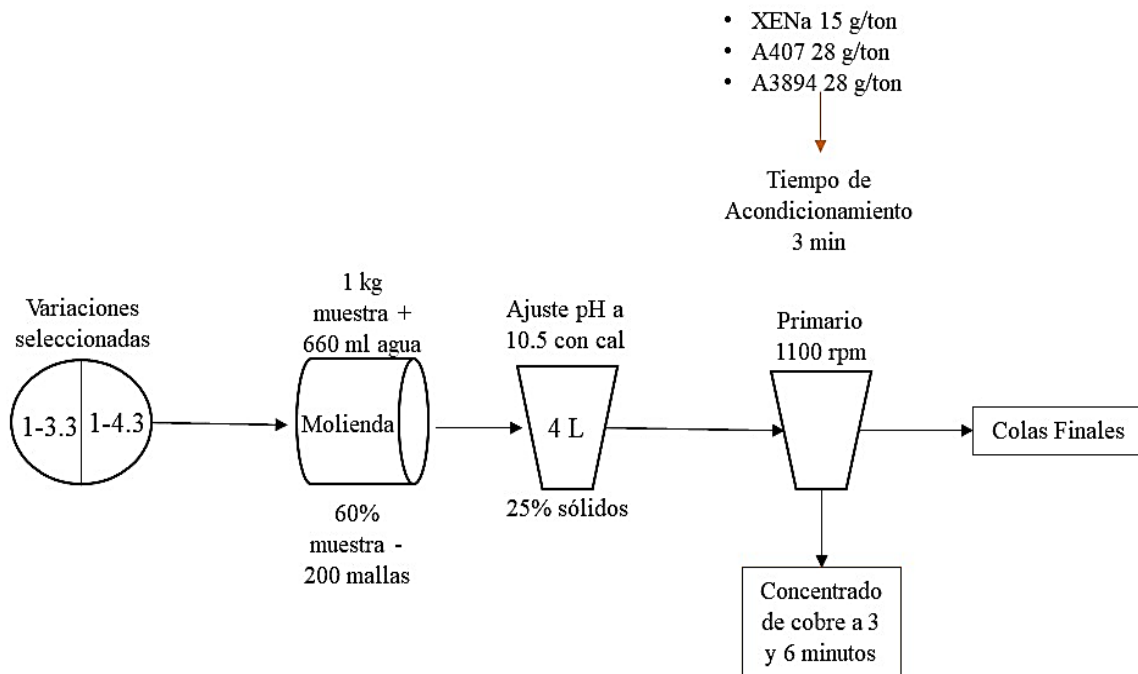 • XENa 15 g/ton
• A407 28 g/ton
• A3894 28 g/ton
Tiempo de
Acondicionamiento
3 min
Variaciones
seleccionadas
1-3.3
1-4.3
1 kg
muestra +
660 ml agua
Molienda
60%
muestra -
200 mallas
Ajuste pH a
10.5 con cal
4 L
25% sólidos
Primario
1100 rpm
Colas Finales
Concentrado
de cobre a 3
y 6 minutos